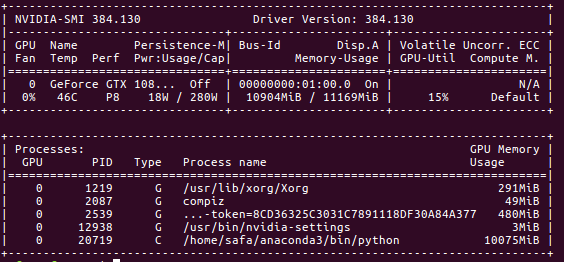 NVIDIA-SMI 384.130 Driver Version: 384.130
GPU Name Persistence-M| Bus-Id Disp.A | Volatile Uncorr. ECC
Fan Temp Perf Pwr:Usage/Cap| Memory-Usage | GPU-Util Compute M.
0 GeForce GTX 108... Off | 00000000:01:00.0 On | N/A
0% 46C P8 18W / 280W | 10904MiB / 11169MiB | 15% Default
Processes: GPU Memory
GPU PID Type Process name Usage
0 1219 G /usr/lib/xorg/Xorg 291MiB
0 2087 G compiz 49MiB
0 2539 G ...-token=8CD36325C3031C7891118DF30A84A377 480MiB
0 12938 G /usr/bin/nvidia-settings 3MiB
0 20719 C /home/safa/anaconda3/bin/python 10075MiB